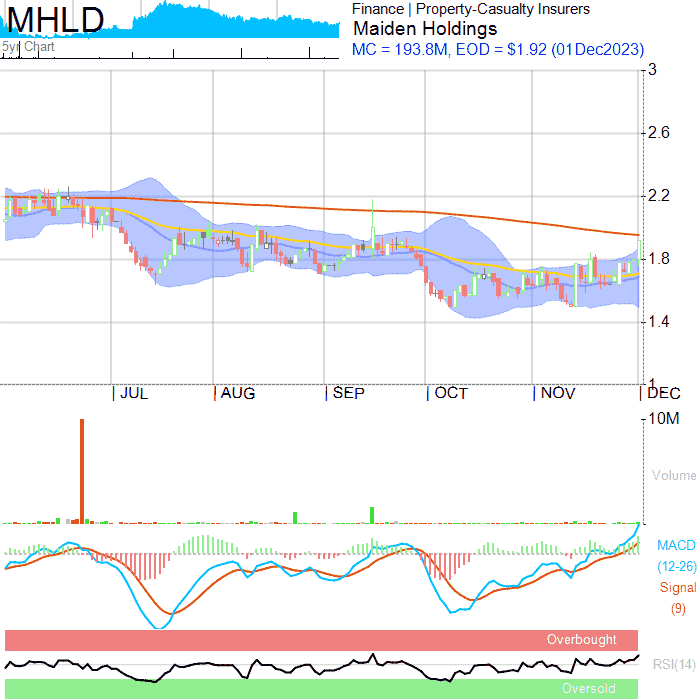 MHLD
5yr Chart
Finance | Property-Casualty Insurers
Maiden Holdings
MC = 193.8M, EOD = $1.92 (01Dec2023)
3
2.6
2.2
1.8
1.4
1
| JUL | AUG | SEP | OCT | NOV | DEC
10M
Volume
MACD
(12-26)
Signal
(9)
Overbought
RSI(14)
Oversold